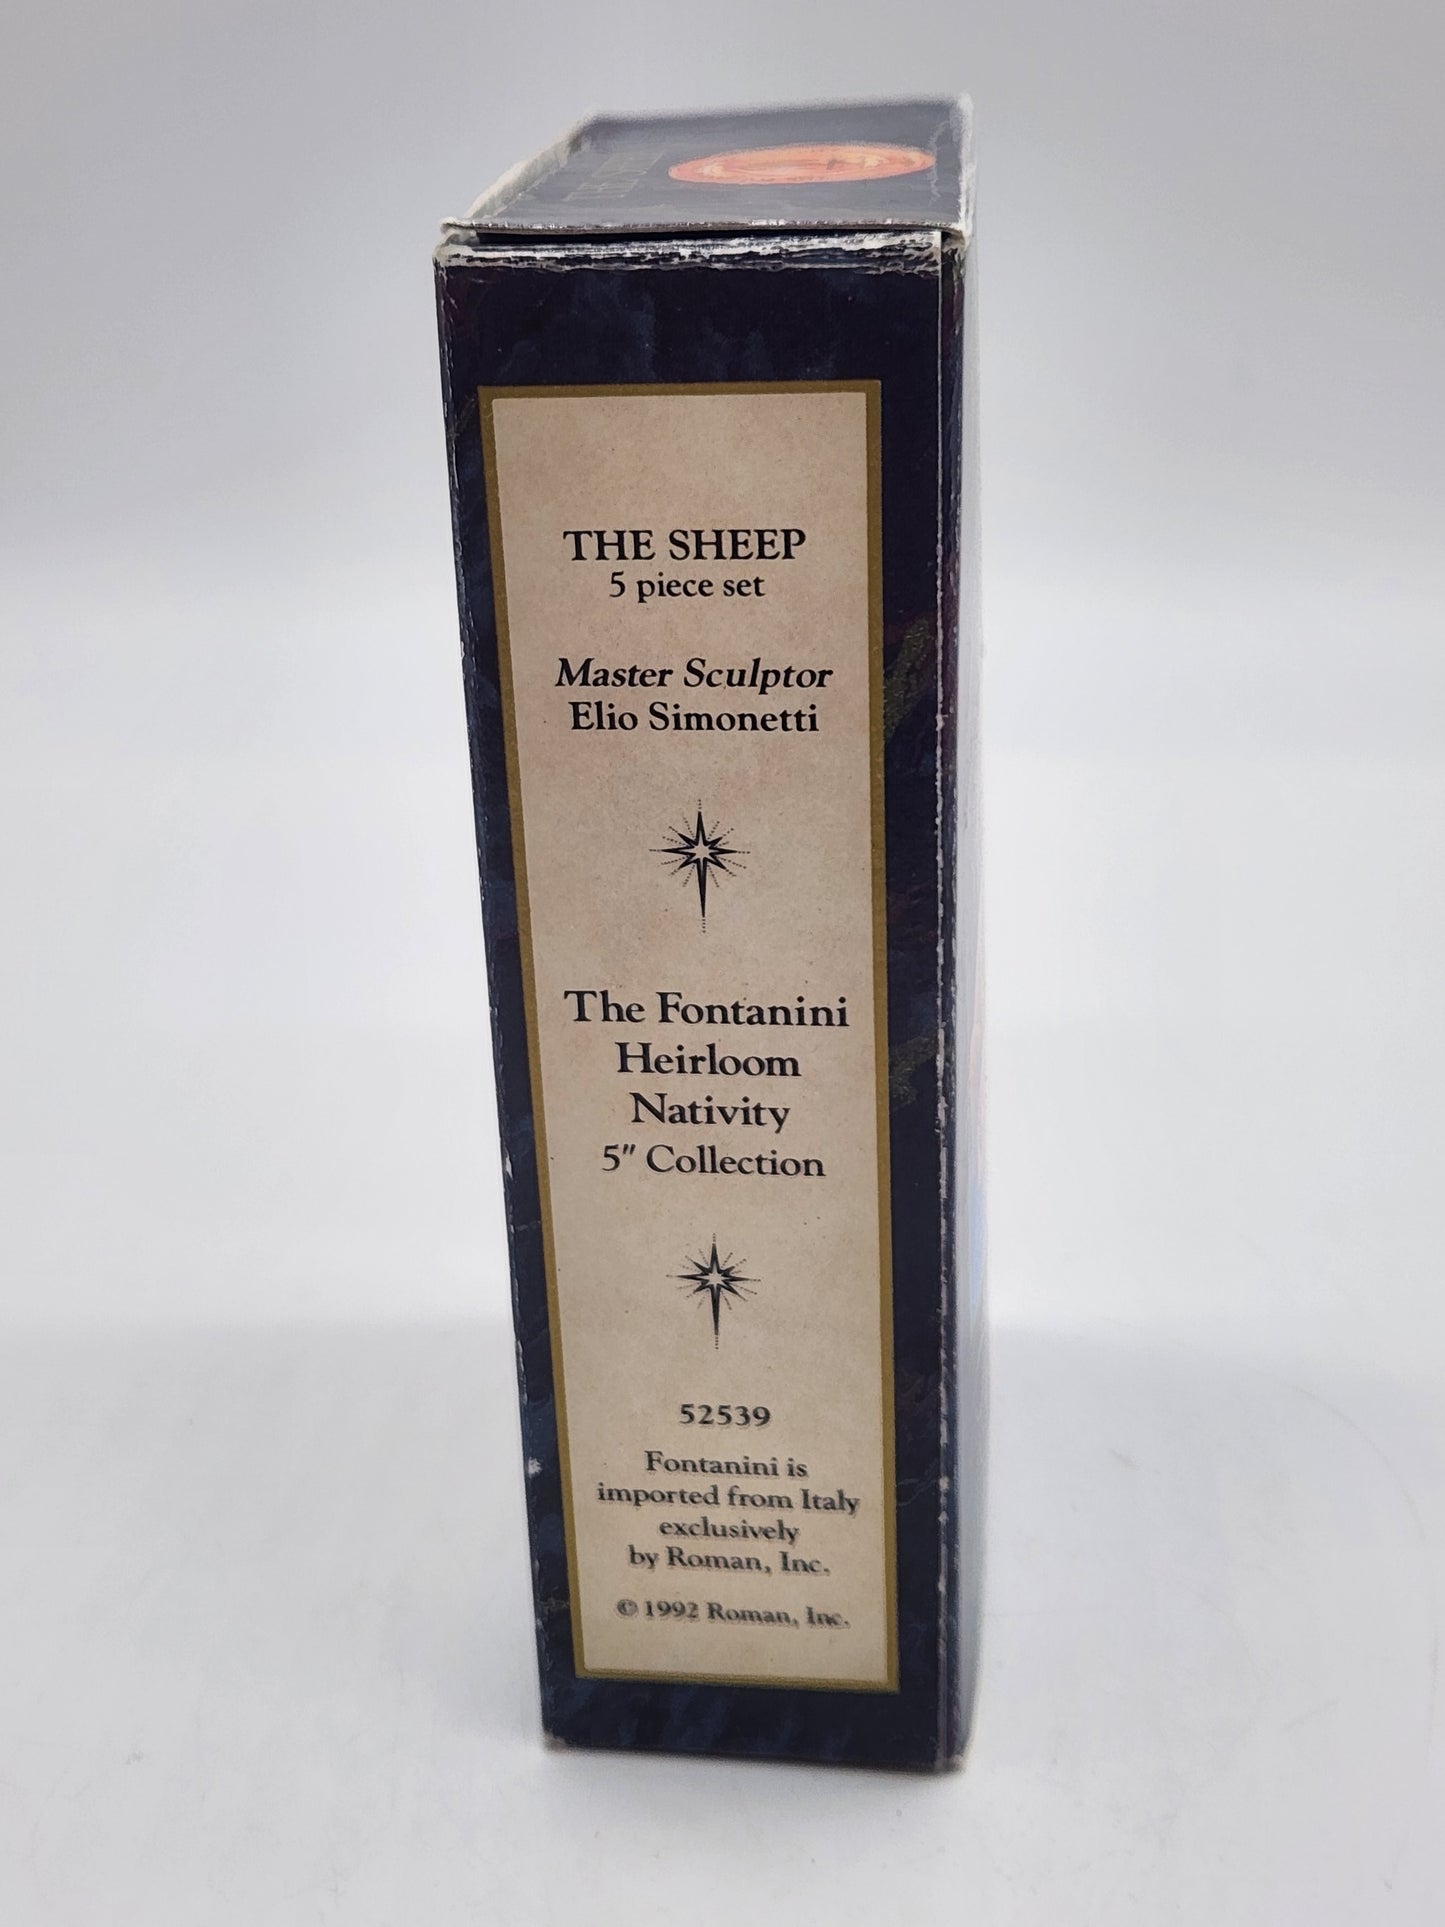 THE SHEEP
5 piece set
Master Sculptor
Elio Simonetti
The Fontanini
Heirloom
Nativity
5" Collection
52539
Fontanini is
imported from Italy
exclusively
by Roman, Inc.
© 1992 Roman, Inc.